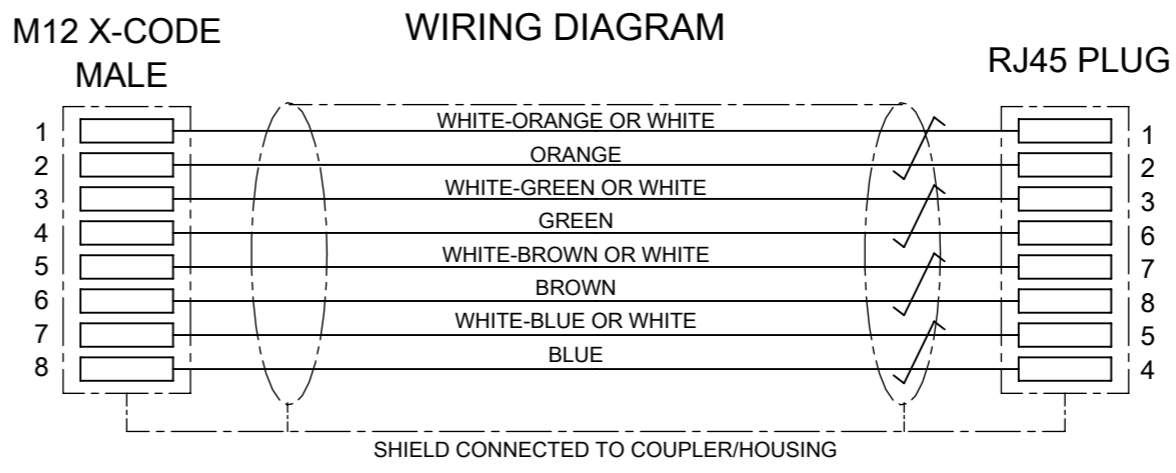 WIRING DIAGRAM
M12 X-CODE
MALE
RJ45 PLUG
1 WHITE-ORANGE OR WHITE 1
2 ORANGE 2
3 WHITE-GREEN OR WHITE 3
4 GREEN 6
5 WHITE-BROWN OR WHITE 7
6 BROWN 8
7 WHITE-BLUE OR WHITE 5
8 BLUE 4
SHIELD CONNECTED TO COUPLER/HOUSING